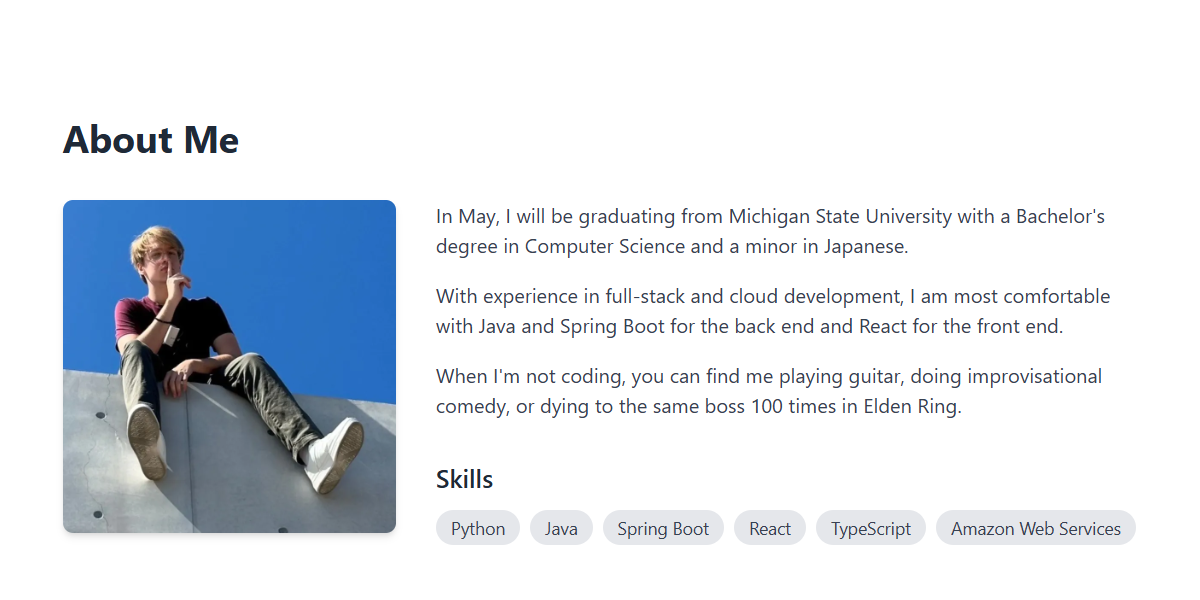 About Me
In May, I will be graduating from Michigan State University with a Bachelor's
degree in Computer Science and a minor in Japanese.
With experience in full-stack and cloud development, I am most comfortable
with Java and Spring Boot for the back end and React for the front end.
When I'm not coding, you can find me playing guitar, doing improvisational
comedy, or dying to the same boss 100 times in Elden Ring.
Skills
Python Java Spring Boot React TypeScript Amazon Web Services